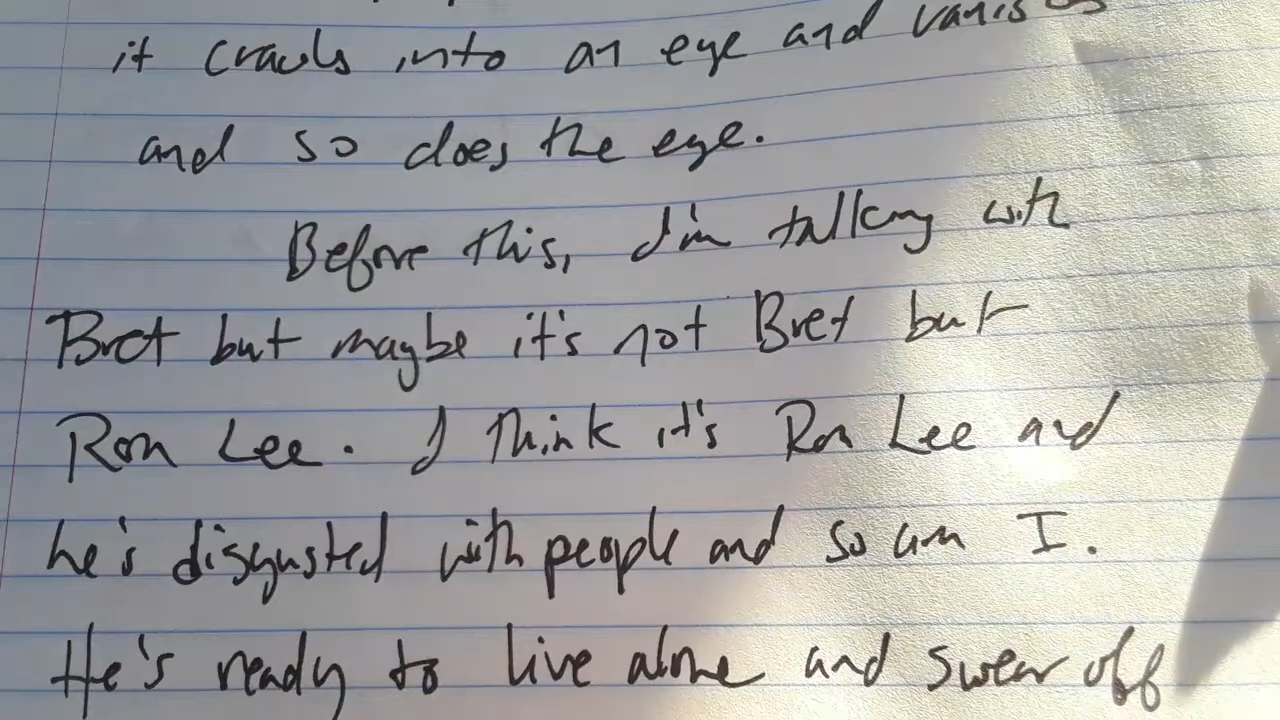 it crawls into an eye and vanishes
and so does the eye.
Before this, I'm talking with
Bret but maybe it's not Bret but
Ron Lee. I think it's Ron Lee and
he's disgusted with people and so am I.
He's ready to live alone and swear off